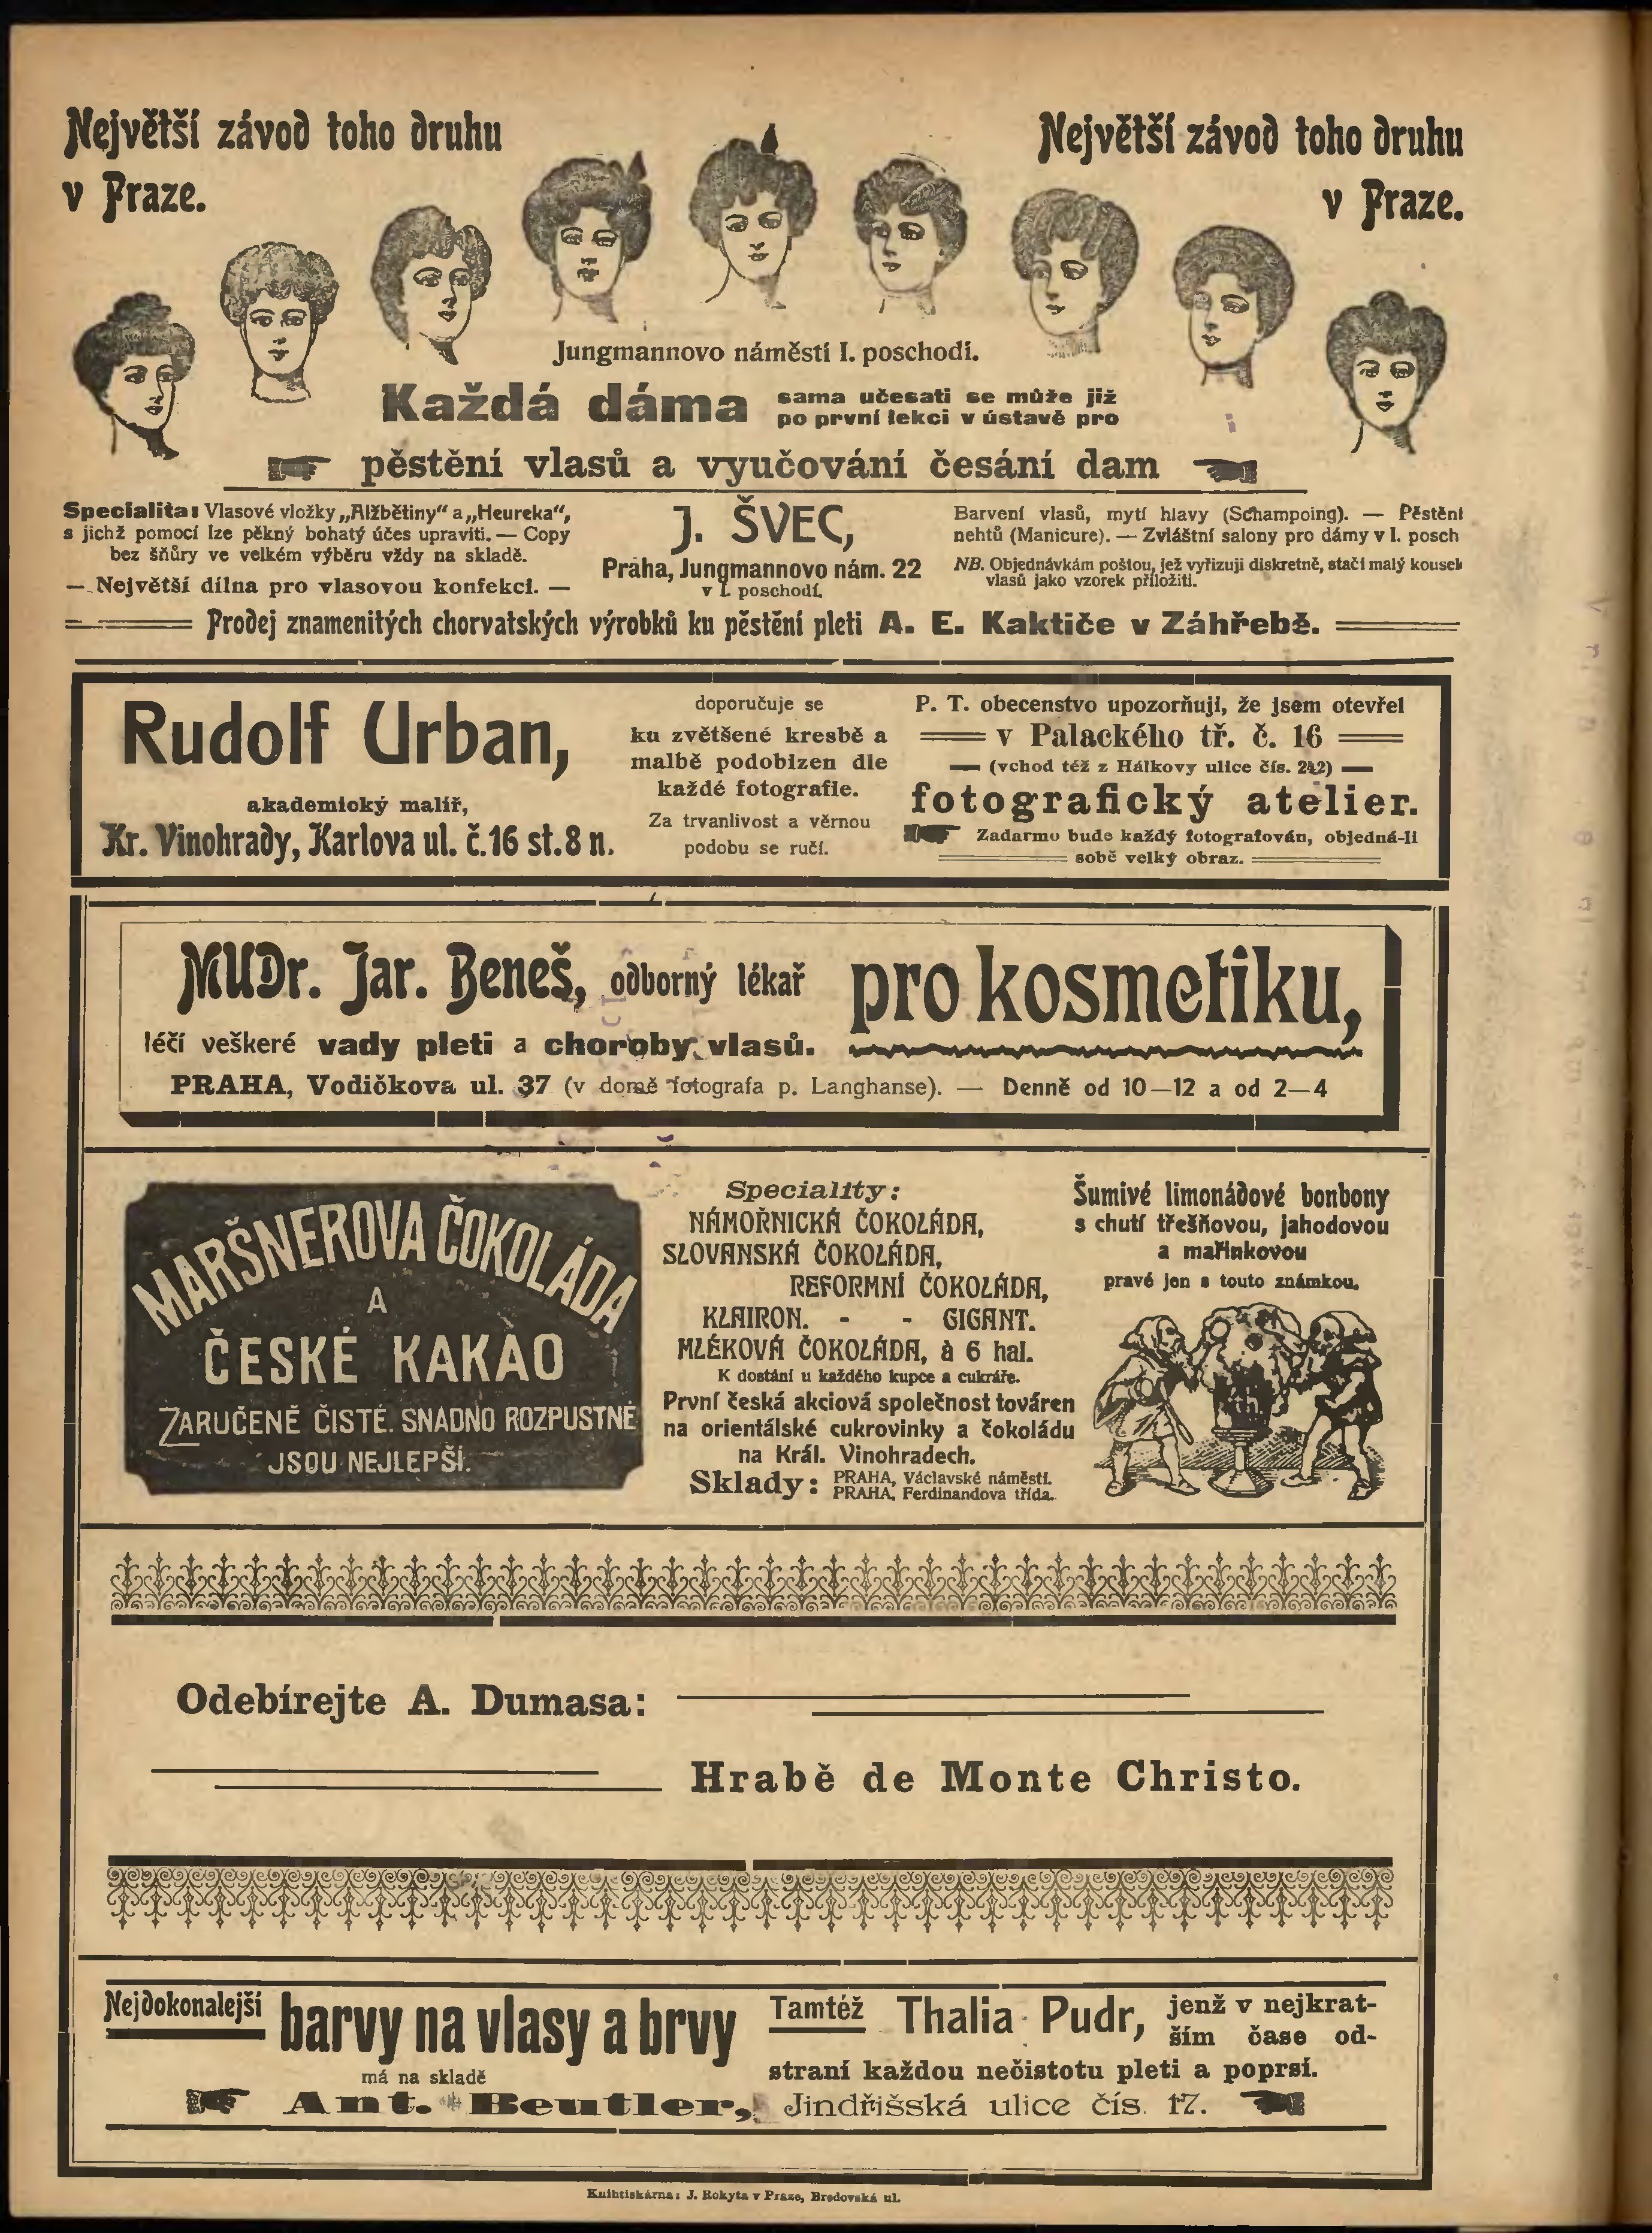 Největší závod toho druhu
v Praze.
Největší závod toho druhu
v Praze.
Jungmannovo náměstí I. poschodí.
Každá dáma sama učesati se může již
po první lekci v ústavě pro
pěstění vlasů a vyučování česání dam
Specialita: Vlasové vložky „Alžbětiny“ a „Heureka“,
s jichž pomocí lze pěkný bohatý účes upraviti. — Copy
bez šňůry ve velkém výběru vždy na skladě.
— Největší dílna pro vlasovou konfekci. —
J. ŠVEC,
Praha, Jungmannovo nám. 22
v I. poschodí.
Barvení vlasů, mytí hlavy (Schampoing). — Pěstění
nehtů (Manicure). — Zvláštní salony pro dámy v I. posch
NB. Objednávkám poštou, jež vyřizuji diskretně, stačí malý kousek
vlasů jako vzorek přiložiti.
Prodej znamenitých chorvatských výrobků ku pěstění pleti A. E. Kaktiče v Záhřebě.
Rudolf Urban,
akademický malíř,
Kr. Vinohrady, Karlova ul. č. 16 st. 8 n.
doporučuje se
ku zvětšené kresbě a
malbě podobizen dle
každé fotografie.
Za trvanlivost a věrnou
podobu se ručí.
P. T. obecenstvo upozorňuji, že jsem otevřel
v Palackého tř. č. 16
— (vchod též z Hálkovy ulice čís. 242) —
fotografický atelier.
Zadarmo bude každý fotografován, objedná-li
sobě velký obraz.
MUDr. Jar. Beneš, odborný lékař pro kosmetiku,
léčí veškeré vady pleti a choroby vlasů.
PRAHA, Vodičkova ul. 37 (v domě fotografa p. Langhanse). — Denně od 10—12 a od 2—4
MARŠNEROVA ČOKOLÁDA
A
ČESKÉ KAKAO
ZARUČENĚ ČISTÉ. SNADNO ROZPUSTNÉ
JSOU NEJLEPŠÍ.
Speciality:
NÁMOŘNICKÁ ČOKOLÁDA,
SLOVANSKÁ ČOKOLÁDA,
REFORMNÍ ČOKOLÁDA,
KLAIRON. - - GIGANT.
MLÉKOVÁ ČOKOLÁDA, à 6 hal.
K dostání u každého kupce a cukráře.
První česká akciová společnost továren
na orientálské cukrovinky a čokoládu
na Král. Vinohradech.
Sklady: PRAHA, Václavské náměstí.
PRAHA, Ferdinandova třída.
Šumivé limonádové bonbony
s chutí třešňovou, jahodovou
a mařinkovou
pravé jen s touto známkou.
Odebírejte A. Dumasa:
Hrabě de Monte Christo.
Nejdokonalejší barvy na vlasy a brvy
má na skladě
Tamtéž Thalia Pudr, jenž v nejkrat-
ším čase od-
straní každou nečistotu pleti a poprsí.
Ant. Beutler, Jindřišská ulice čís. 17.
Knihtiskárna: J. Rokyta v Praze, Bredovská ul.